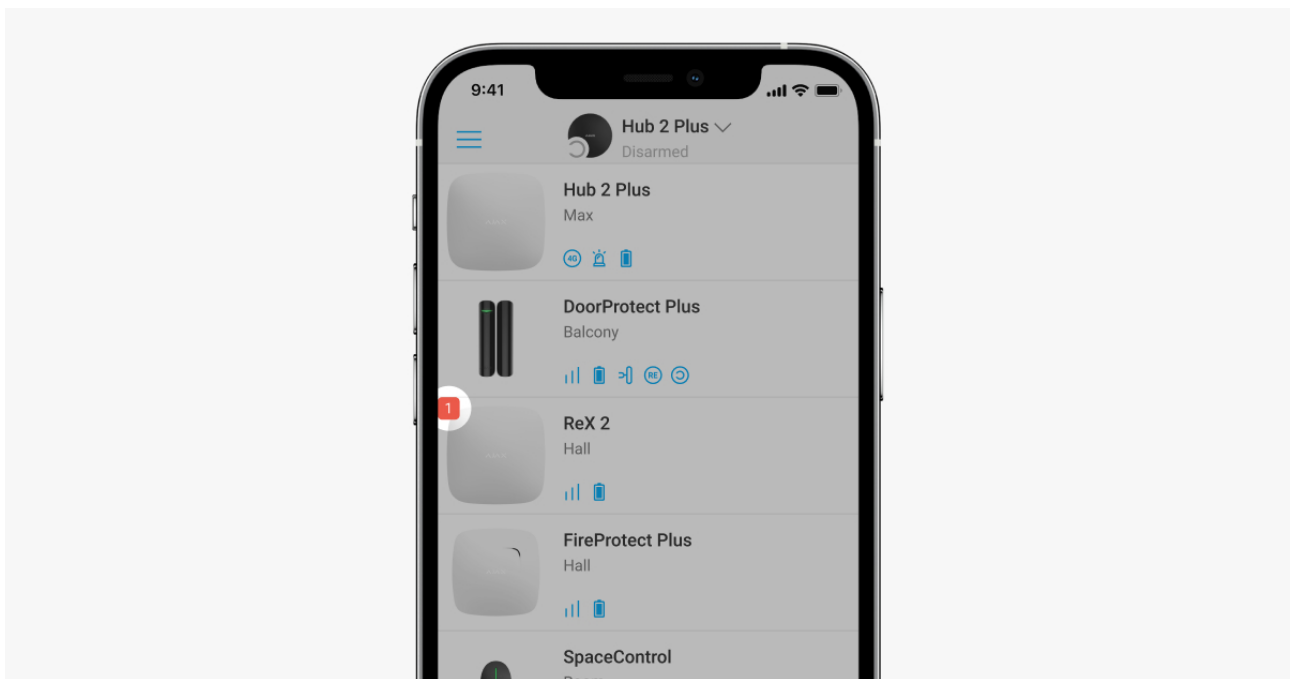 9:41
Hub 2 Plus
Disarmed
Hub 2 Plus
Max
4G
DoorProtect Plus
Balcony
RE
1
ReX 2
Hall
FireProtect Plus
Hall
SpaceControl